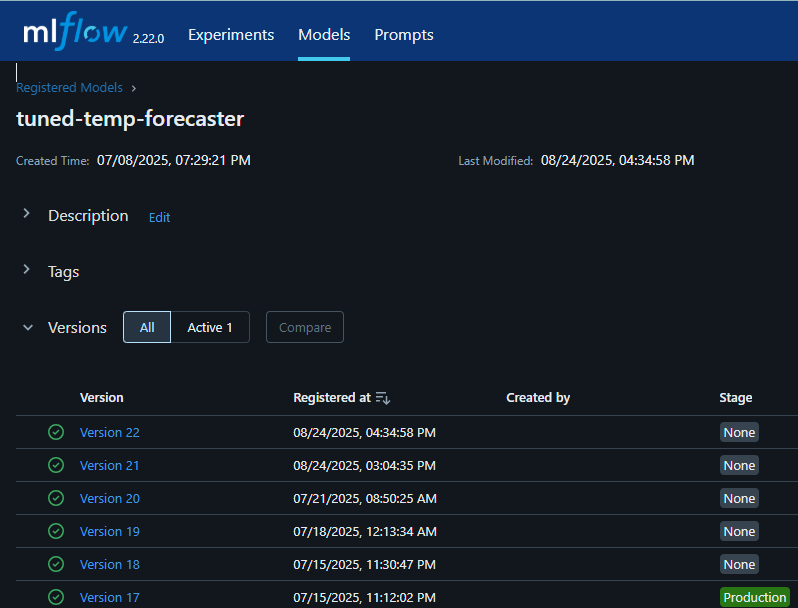 mlflow 2.22.0 Experiments Models Prompts
Registered Models ›
tuned-temp-forecaster
Created Time: 07/08/2025, 07:29:21 PM Last Modified: 08/24/2025, 04:34:58 PM
Description Edit
Tags
Versions All Active 1 Compare
Version Registered at Created by Stage
Version 22 08/24/2025, 04:34:58 PM None
Version 21 08/24/2025, 03:04:35 PM None
Version 20 07/21/2025, 08:50:25 AM None
Version 19 07/18/2025, 12:13:34 AM None
Version 18 07/15/2025, 11:30:47 PM None
Version 17 07/15/2025, 11:12:02 PM Production